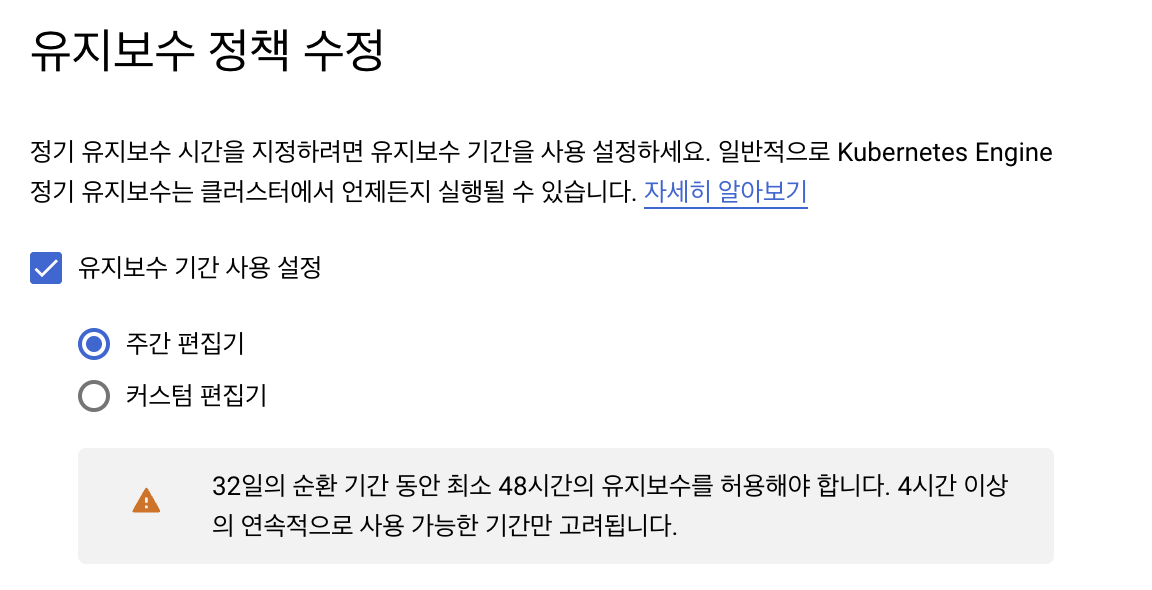 유지보수 정책 수정
정기 유지보수 시간을 지정하려면 유지보수 기간을 사용 설정하세요. 일반적으로 Kubernetes Engine
정기 유지보수는 클러스터에서 언제든지 실행될 수 있습니다. 자세히 알아보기
유지보수 기간 사용 설정
주간 편집기
커스텀 편집기
32일의 순환 기간 동안 최소 48시간의 유지보수를 허용해야 합니다. 4시간 이상
의 연속적으로 사용 가능한 기간만 고려됩니다.